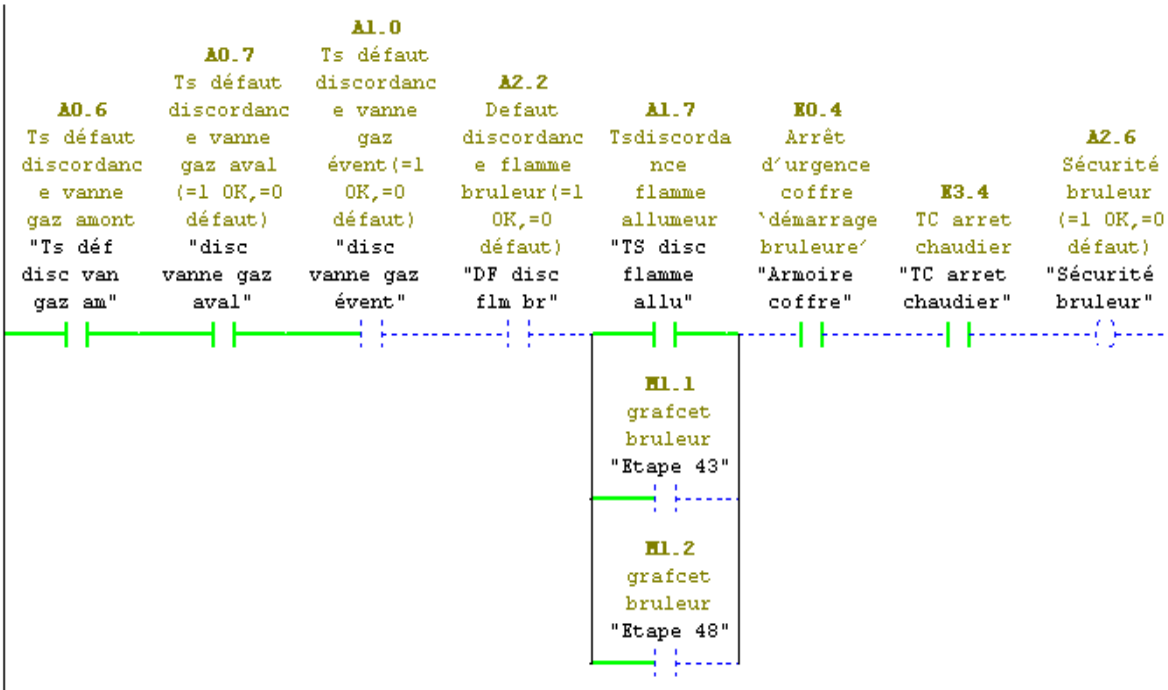 A0.6
Ts défaut
discordanc
e vanne
gaz amont
"Ts déf
disc van
gaz am"
A0.7
Ts défaut
discordanc
e vanne
gaz aval
(=1 OK,=0
défaut)
"disc
vanne gaz
aval"
A1.0
Ts défaut
discordanc
e vanne
gaz
évent(=1
OK,=0
défaut)
"disc
vanne gaz
évent"
A2.2
Defaut
discordanc
e flamme
bruleur(=1
OK,=0
défaut)
"DF disc
flm br"
A1.7
Tsdiscorda
nce
flamme
allumeur
"TS disc
flamme
allu"
E0.4
Arrêt
d'urgence
coffre
`démarrage
bruleure´
"Armoire
coffre"
E3.4
TC arret
chaudier
"TC arret
chaudier"
A2.6
Sécurité
bruleur
(=1 OK,=0
défaut)
"Sécurité
bruleur"
M1.1
grafcet
bruleur
"Etape 43"
M1.2
grafcet
bruleur
"Etape 48"